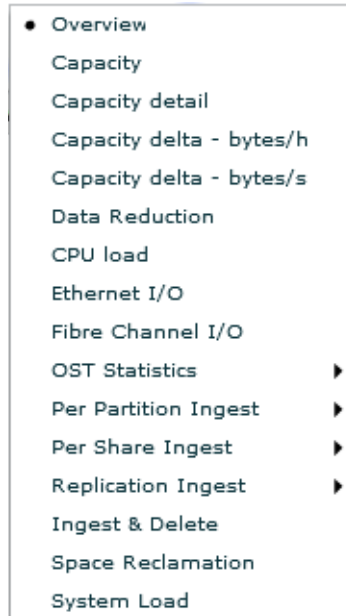 Overview
Capacity
Capacity detail
Capacity delta - bytes/h
Capacity delta - bytes/s
Data Reduction
CPU load
Ethernet I/O
Fibre Channel I/O
OST Statistics
Per Partition Ingest
Per Share Ingest
Replication Ingest
Ingest & Delete
Space Reclamation
System Load